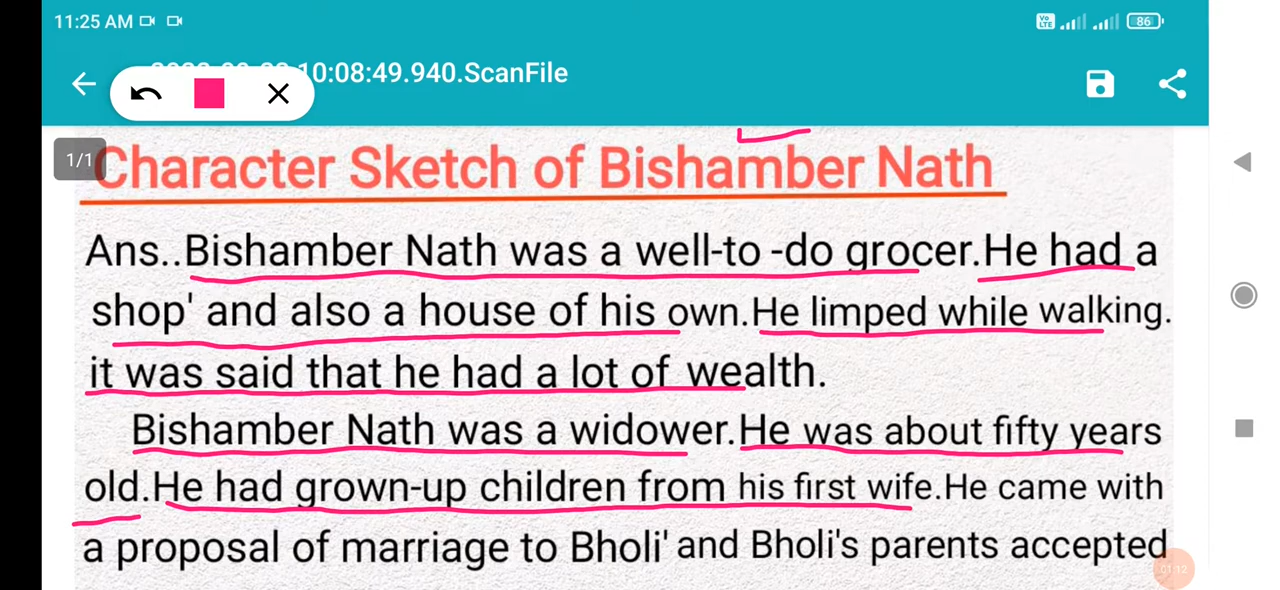 11:25 AM
Vo LTE 86
10:08:49.940.ScanFile
1/1
Character Sketch of Bishamber Nath
Ans..Bishamber Nath was a well-to -do grocer.He had a
shop' and also a house of his own.He limped while walking.
it was said that he had a lot of wealth.
Bishamber Nath was a widower.He was about fifty years
old.He had grown-up children from his first wife.He came with
a proposal of marriage to Bholi' and Bholi's parents accepted
01:12